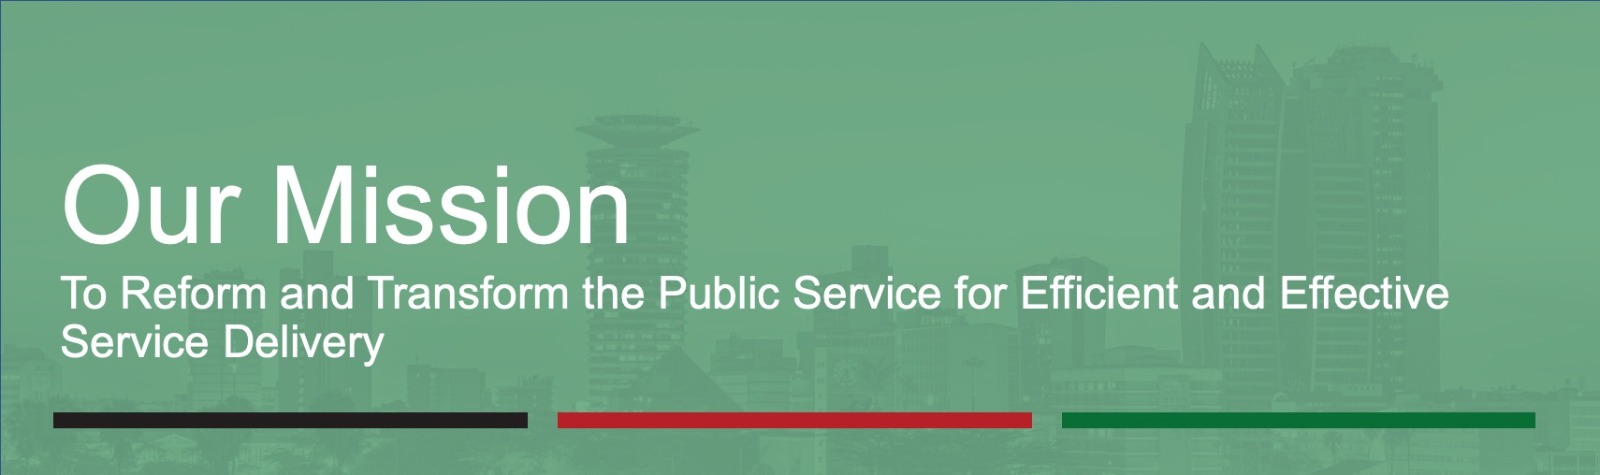 Our Mission
To Reform and Transform the Public Service for Efficient and Effective
Service Delivery